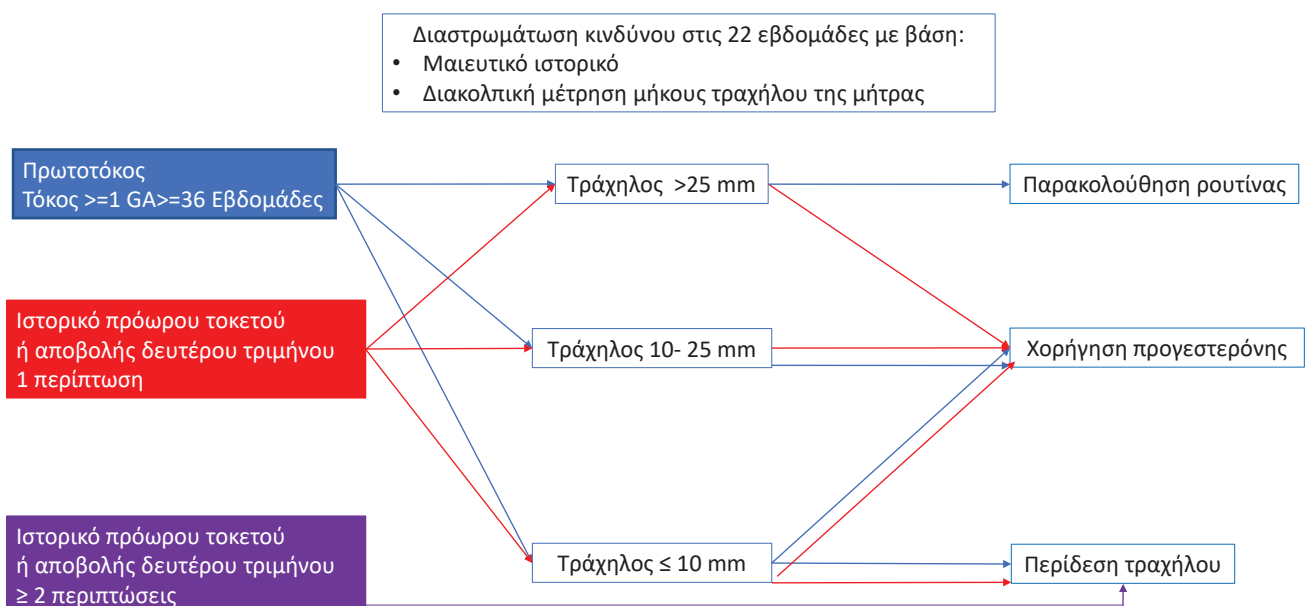 Διαστρωμάτωση κινδύνου στις 22 εβδομάδες με βάση:
• Μαιευτικό ιστορικό
• Διακολπική μέτρηση μήκους τραχήλου της μήτρας
Πρωτοτόκος
Τόκος >=1 GA>=36 Εβδομάδες
Τράχηλος >25 mm
Παρακολούθηση ρουτίνας
Ιστορικό πρόωρου τοκετού
ή αποβολής δευτέρου τριμήνου
1 περίπτωση
Τράχηλος 10- 25 mm
Χορήγηση προγεστερόνης
Ιστορικό πρόωρου τοκετού
ή αποβολής δευτέρου τριμήνου
≥ 2 περιπτώσεις
Τράχηλος ≤ 10 mm
Περίδεση τραχήλου